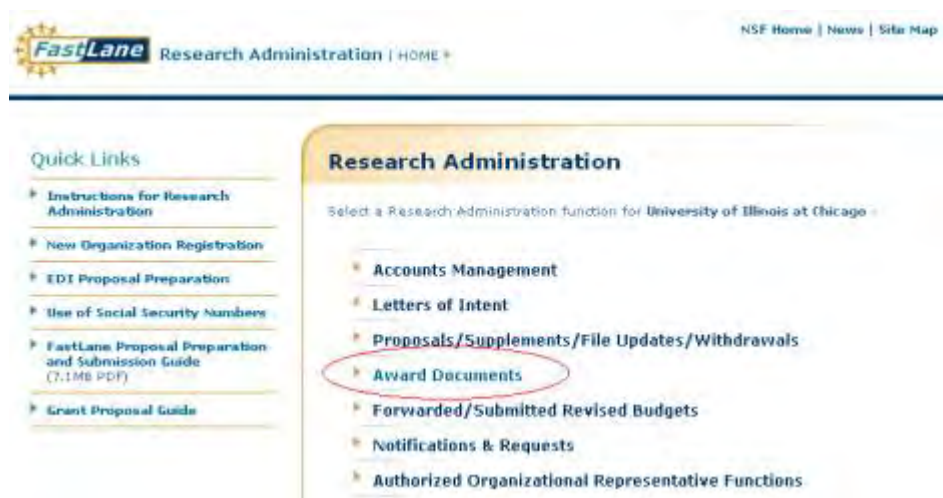 NSF Home | News | Site Map
FastLane Research Administration | HOME
Quick Links
Instructions for Research
Administration
New Organization Registration
EDI Proposal Preparation
Use of Social Security Numbers
FastLane Proposal Preparation
and Submission Guide
(7.1MB PDF)
Grant Proposal Guide
Research Administration
Select a Research Administration function for University of Illinois at Chicago
Accounts Management
Letters of Intent
Proposals/Supplements/File Updates/Withdrawals
Award Documents
Forwarded/Submitted Revised Budgets
Notifications & Requests
Authorized Organizational Representative Functions